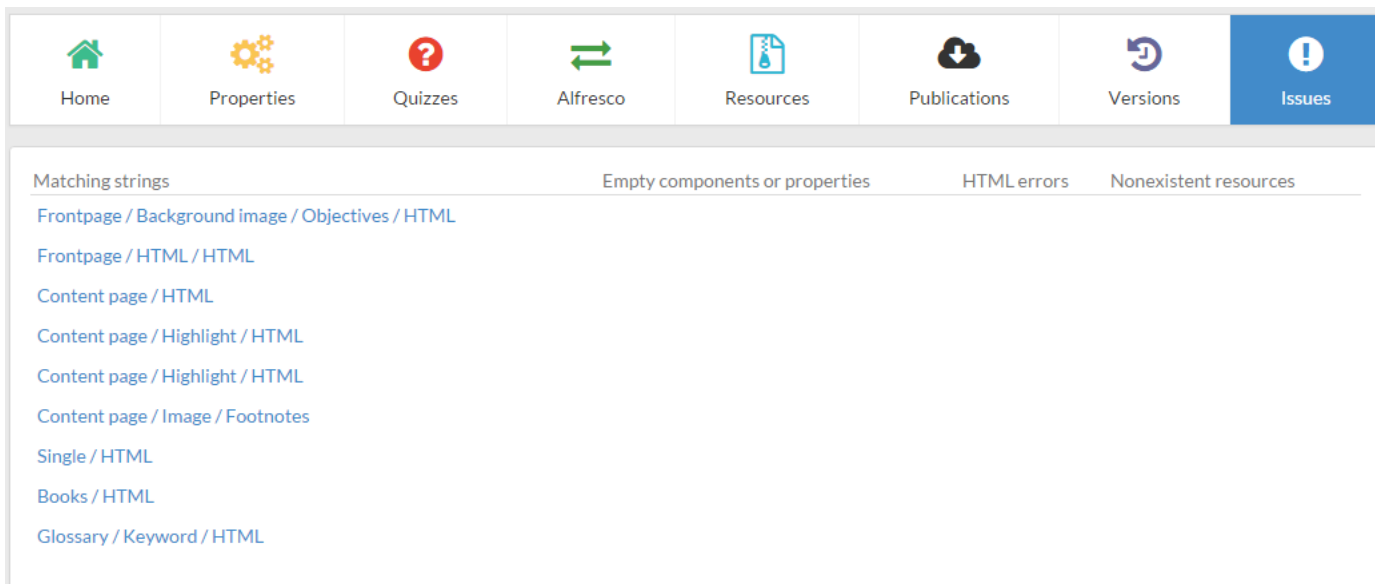 Home Properties Quizzes Alfresco Resources Publications Versions Issues
Matching strings Empty components or properties HTML errors Nonexistent resources
Frontpage / Background image / Objectives / HTML
Frontpage / HTML / HTML
Content page / HTML
Content page / Highlight / HTML
Content page / Highlight / HTML
Content page / Image / Footnotes
Single / HTML
Books / HTML
Glossary / Keyword / HTML